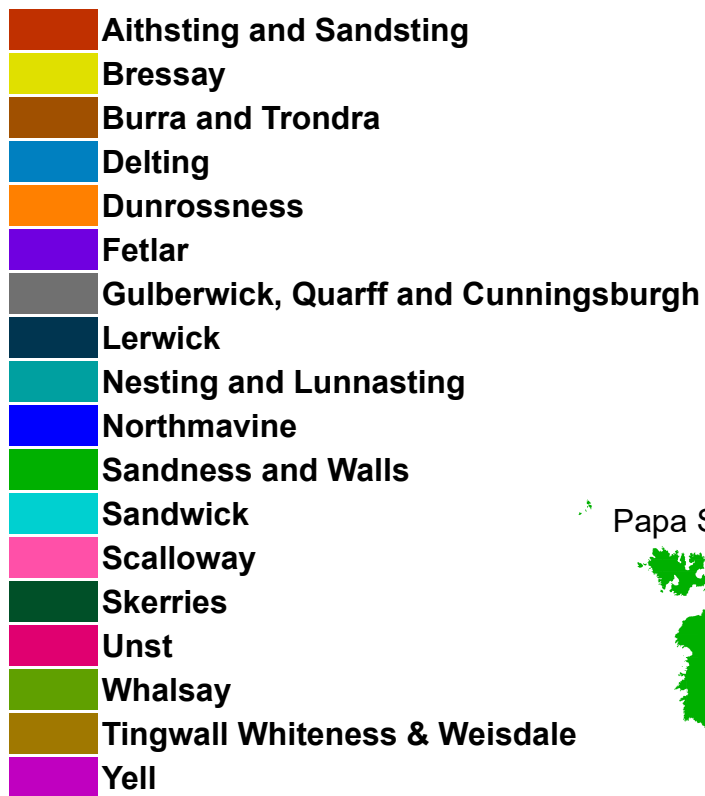 Aithsting and Sandsting
Bressay
Burra and Trondra
Delting
Dunrossness
Fetlar
Gulberwick, Quarff and Cunningsburgh
Lerwick
Nesting and Lunnasting
Northmavine
Sandness and Walls
Sandwick
Papa S
Scalloway
Skerries
Unst
Whalsay
Tingwall Whiteness & Weisdale
Yell